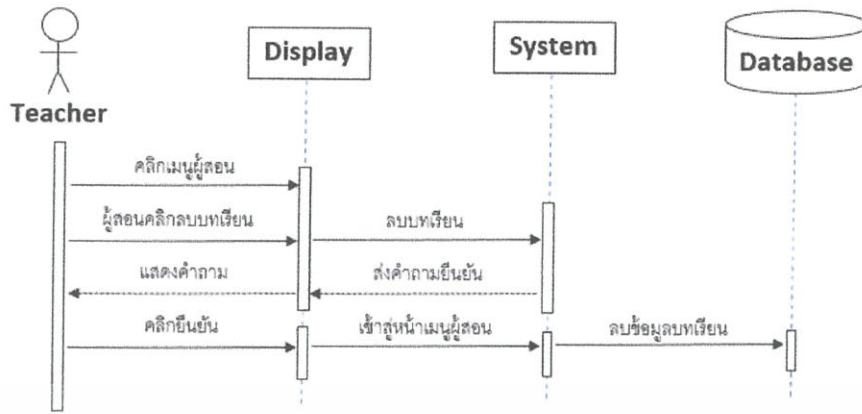 Display
System
Database
Teacher
คลิกเมนูผู้สอน
ผู้สอนคลิกลบบทเรียน
ลบบทเรียน
แสดงคำถาม
ส่งคำถามยืนยัน
คลิกยืนยัน
เข้าสู่หน้าเมนูผู้สอน
ลบข้อมูลบทเรียน